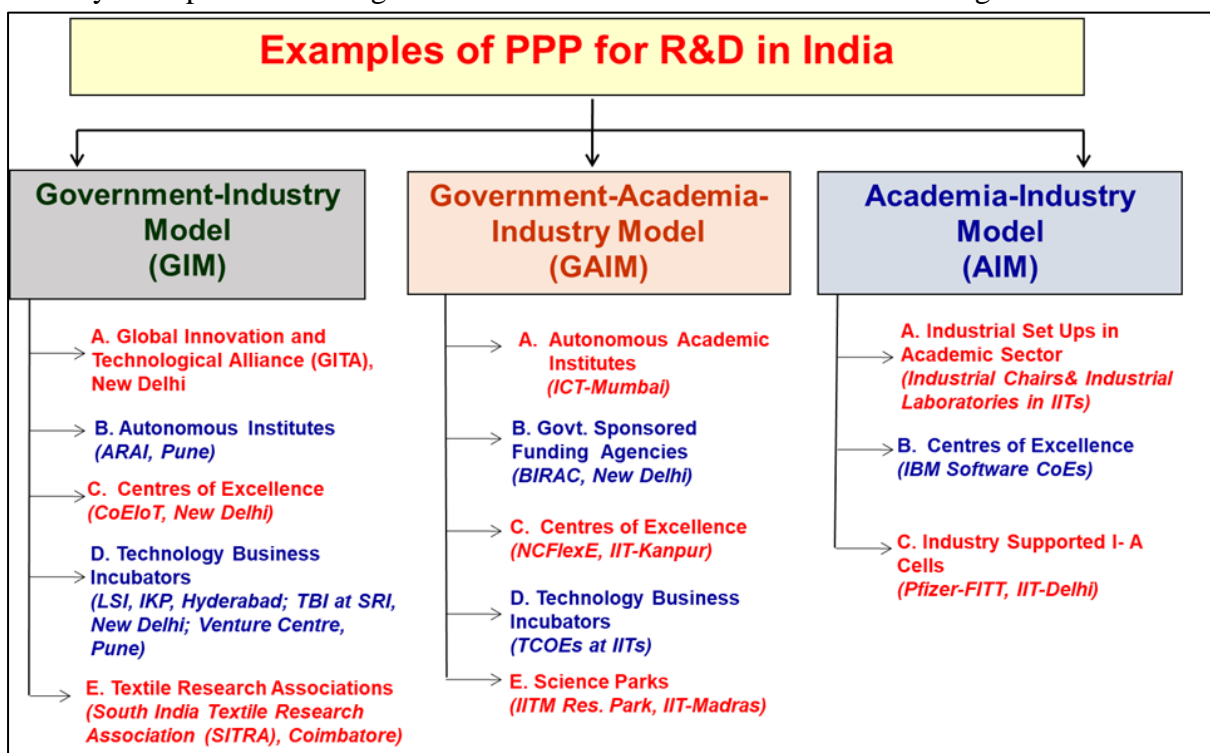 Examples of PPP for R&D in India
Government-Industry
Model
(GIM)
A. Global Innovation and
Technological Alliance (GITA),
New Delhi
B. Autonomous Institutes
(ARAI, Pune)
C. Centres of Excellence
(CoEIoT, New Delhi)
D. Technology Business
Incubators
(LSI, IKP, Hyderabad; TBI at SRI,
New Delhi; Venture Centre,
Pune)
E. Textile Research Associations
(South India Textile Research
Association (SITRA), Coimbatore)
Government-Academia-
Industry Model
(GAIM)
A. Autonomous Academic
Institutes
(ICT-Mumbai)
B. Govt. Sponsored
Funding Agencies
(BIRAC, New Delhi)
C. Centres of Excellence
(NCFlexE, IIT-Kanpur)
D. Technology Business
Incubators
(TCOEs at IITs)
E. Science Parks
(IITM Res. Park, IIT-Madras)
Academia-Industry
Model
(AIM)
A. Industrial Set Ups in
Academic Sector
(Industrial Chairs& Industrial
Laboratories in IITs)
B. Centres of Excellence
(IBM Software CoEs)
C. Industry Supported I- A
Cells
(Pfizer-FITT, IIT-Delhi)